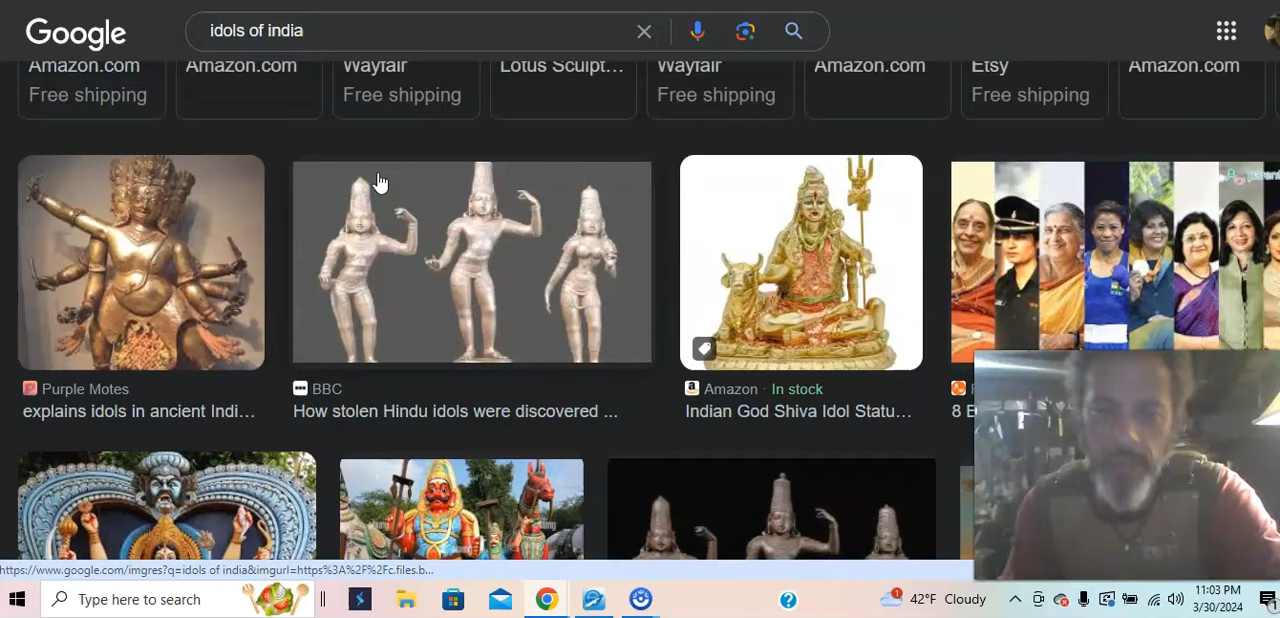 Google
idols of india
Amazon.com
Free shipping
Amazon.com
Wayfair
Free shipping
Lotus Sculpt...
Wayfair
Free shipping
Amazon.com
Etsy
Free shipping
Amazon.com
Purple Motes
explains idols in ancient Indi...
BBC
How stolen Hindu idols were discovered ...
Amazon · In stock
Indian God Shiva Idol Statu...
8 E
https://www.google.com/imgres?q=idols of india&imgurl=https%3A%2F%2Fc.files.b...
Type here to search
42°F Cloudy
11:03 PM
3/30/2024